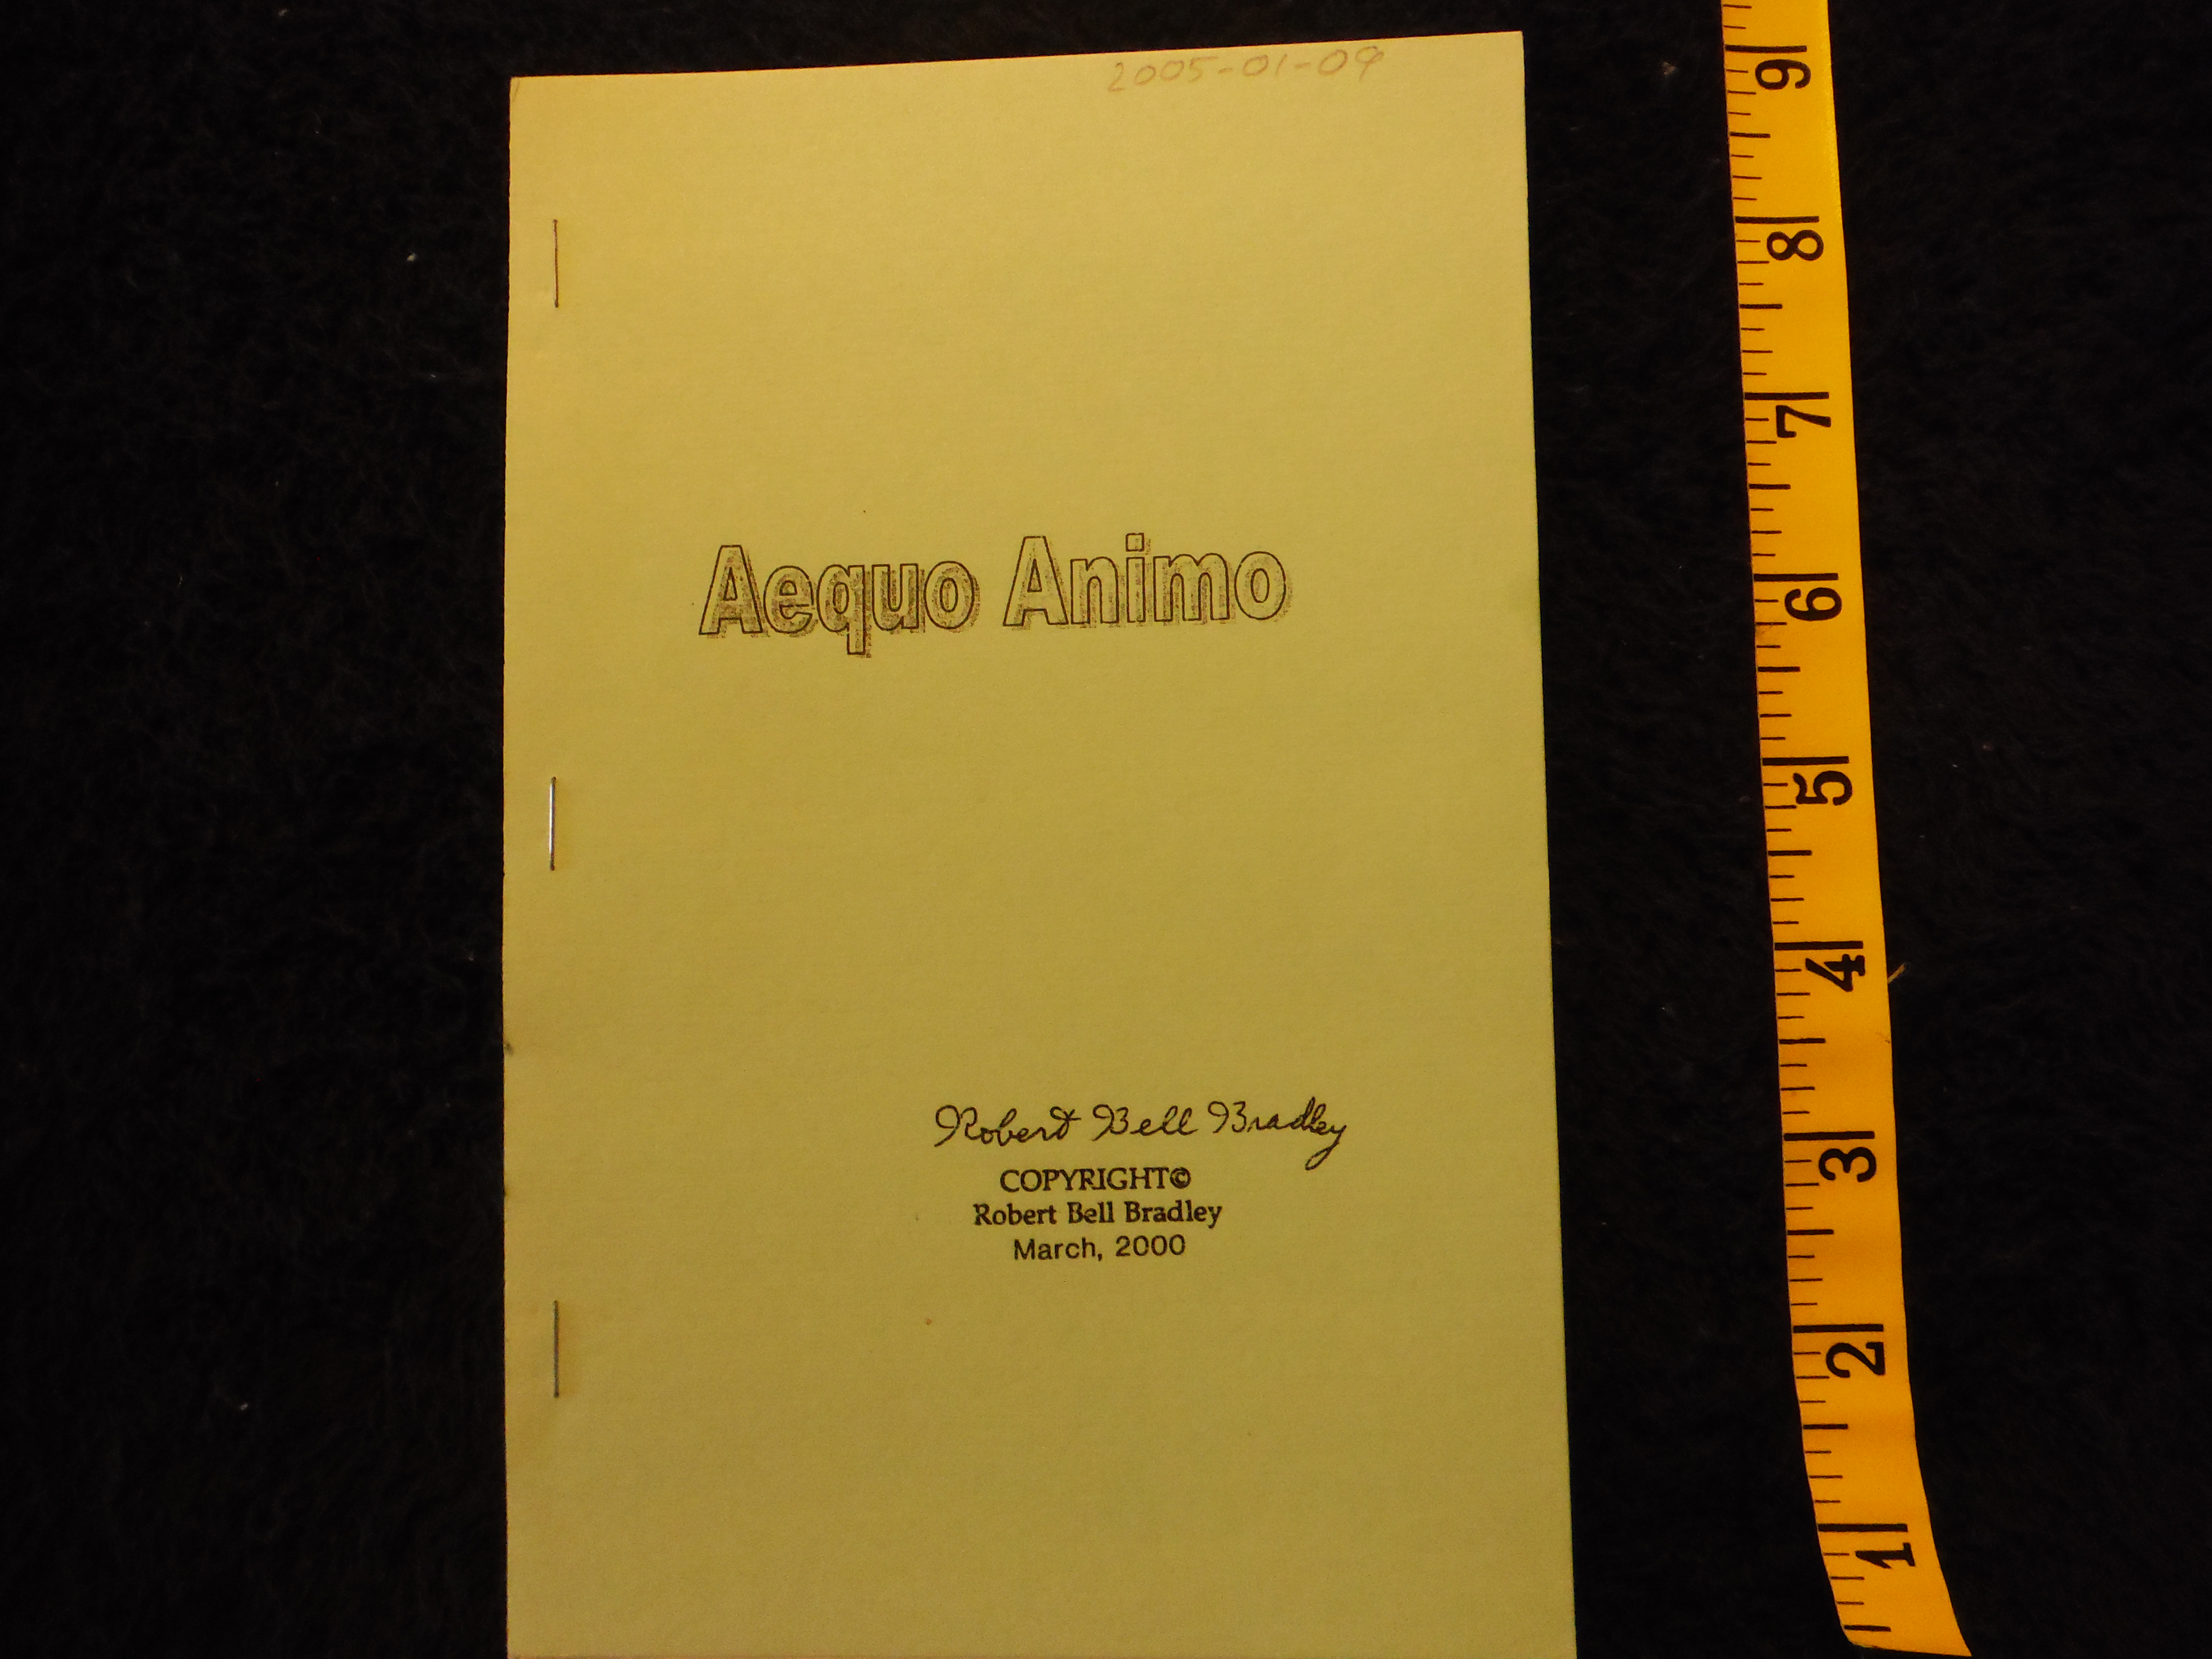 2005-01-09
Aequo Animo
Robert Bell Bradley
COPYRIGHT©
Robert Bell Bradley
March, 2000
9
8
7
6
5
4
3
2
1